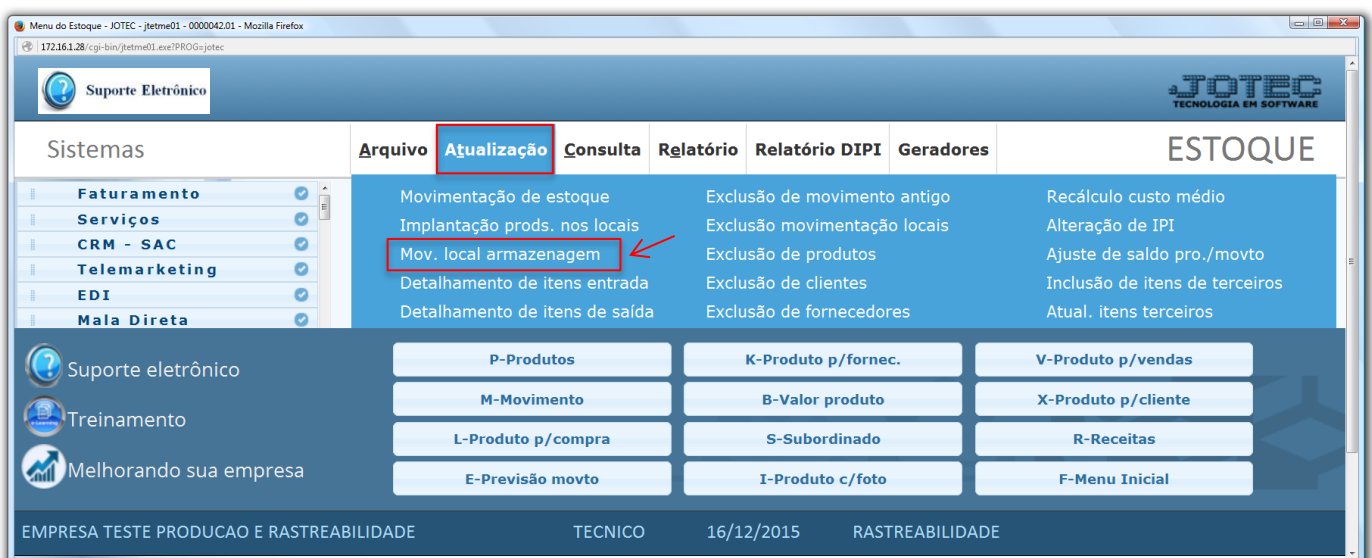 Menu do Estoque - JOTEC - jtetme01 - 0000042.01 - Mozilla Firefox
172.16.1.28/cgi-bin/jtetme01.exe?PROG=jotec
Suporte Eletrônico
JOTEC
TECNOLOGIA EM SOFTWARE
Sistemas
Arquivo Atualização Consulta Relatório Relatório DIPI Geradores
ESTOQUE
Faturamento
Serviços
CRM - SAC
Telemarketing
EDI
Mala Direta
Movimentação de estoque
Implantação prods. nos locais
Mov. local armazenagem
Detalhamento de itens entrada
Detalhamento de itens de saída
Exclusão de movimento antigo
Exclusão movimentação locais
Exclusão de produtos
Exclusão de clientes
Exclusão de fornecedores
Recálculo custo médio
Alteração de IPI
Ajuste de saldo pro./movto
Inclusão de itens de terceiros
Atual. itens terceiros
Suporte eletrônico
Treinamento
Melhorando sua empresa
P-Produtos
K-Produto p/fornec.
V-Produto p/vendas
M-Movimento
B-Valor produto
X-Produto p/cliente
L-Produto p/compra
S-Subordinado
R-Receitas
E-Previsão movto
I-Produto c/foto
F-Menu Inicial
EMPRESA TESTE PRODUCAO E RASTREABILIDADE TECNICO 16/12/2015 RASTREABILIDADE